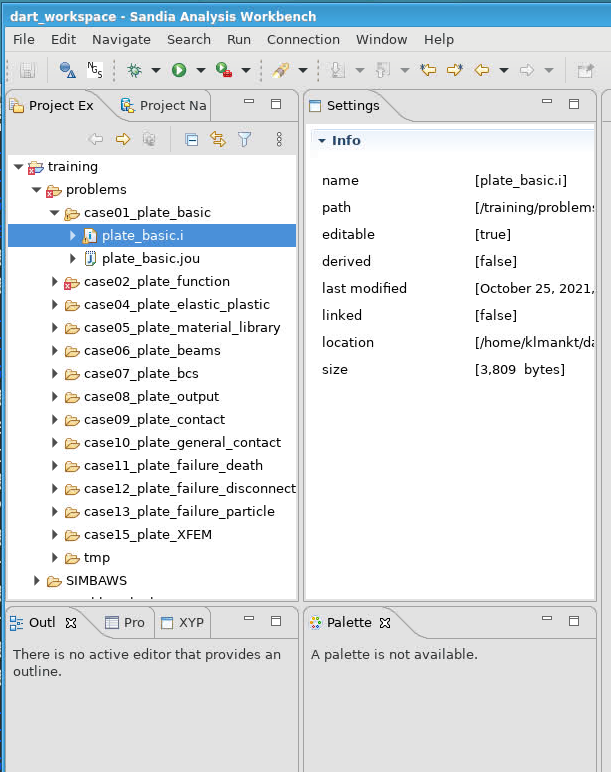 dart_workspace - Sandia Analysis Workbench
File Edit Navigate Search Run Connection Window Help
NGS
Project Ex Project Na
training
problems
case01_plate_basic
plate_basic.i
plate_basic.jou
case02_plate_function
case04_plate_elastic_plastic
case05_plate_material_library
case06_plate_beams
case07_plate_bcs
case08_plate_output
case09_plate_contact
case10_plate_general_contact
case11_plate_failure_death
case12_plate_failure_disconnect
case13_plate_failure_particle
case15_plate_XFEM
tmp
SIMBAWS
Settings
Info
name [plate_basic.i]
path [/training/problems
editable [true]
derived [false]
last modified [October 25, 2021,
linked [false]
location [/home/klmankt/da
size [3,809 bytes]
Outl Pro XYP
There is no active editor that provides an
outline.
Palette
A palette is not available.